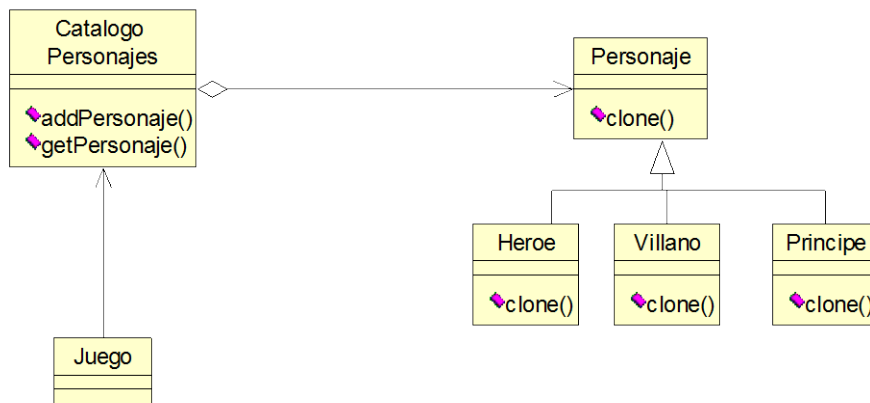 Catalogo
Personajes
addPersonaje()
getPersonaje()
Personaje
clone()
Heroe
clone()
Villano
clone()
Principe
clone()
Juego